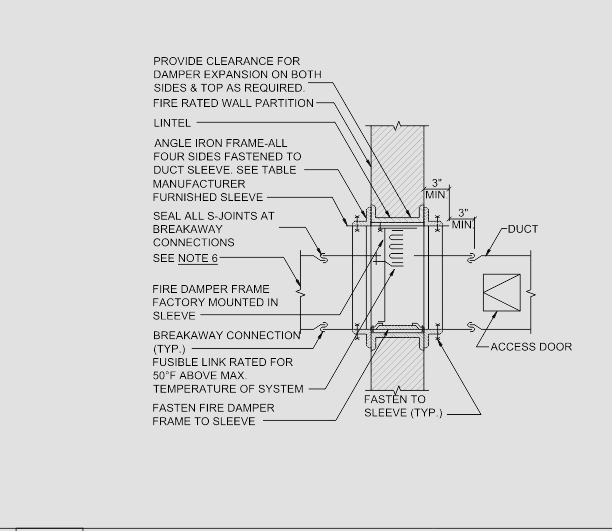 PROVIDE CLEARANCE FOR
DAMPER EXPANSION ON BOTH
SIDES & TOP AS REQUIRED.
FIRE RATED WALL PARTITION
LINTEL
ANGLE IRON FRAME-ALL
FOUR SIDES FASTENED TO
DUCT SLEEVE. SEE TABLE
MANUFACTURER
FURNISHED SLEEVE
SEAL ALL S-JOINTS AT
BREAKAWAY
CONNECTIONS
SEE NOTE 6
FIRE DAMPER FRAME
FACTORY MOUNTED IN
SLEEVE
BREAKAWAY CONNECTION
(TYP.)
FUSIBLE LINK RATED FOR
50°F ABOVE MAX.
TEMPERATURE OF SYSTEM
FASTEN FIRE DAMPER
FRAME TO SLEEVE
3"
MIN.
3"
MIN.
DUCT
ACCESS DOOR
FASTEN TO
SLEEVE (TYP.)